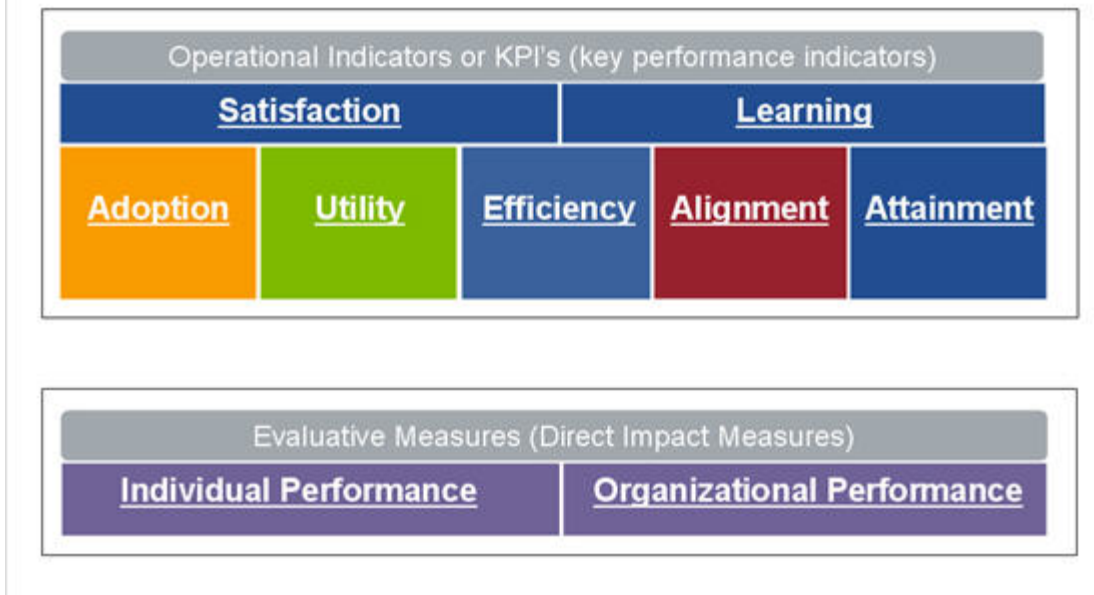 Operational Indicators or KPI's (key performance indicators)
Satisfaction Learning
Adoption Utility Efficiency Alignment Attainment
Evaluative Measures (Direct Impact Measures)
Individual Performance Organizational Performance